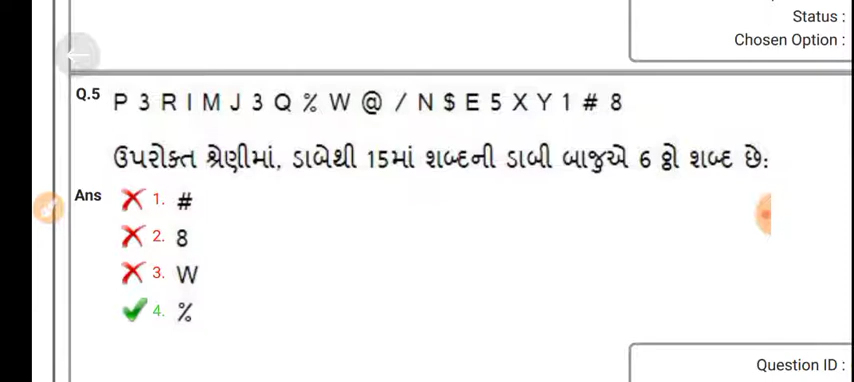 Status :
Chosen Option :
Q.5 P 3 R I M J 3 Q % W @ / N $ E 5 X Y 1 # 8
ઉપરોક્ત શ્રેણીમાં, ડાબેથી 15માં શબ્દની ડાબી બાજુએ 6 ઠ્ઠો શબ્દ છેઃ
Ans 1. #
2. 8
3. W
4. %
Question ID :